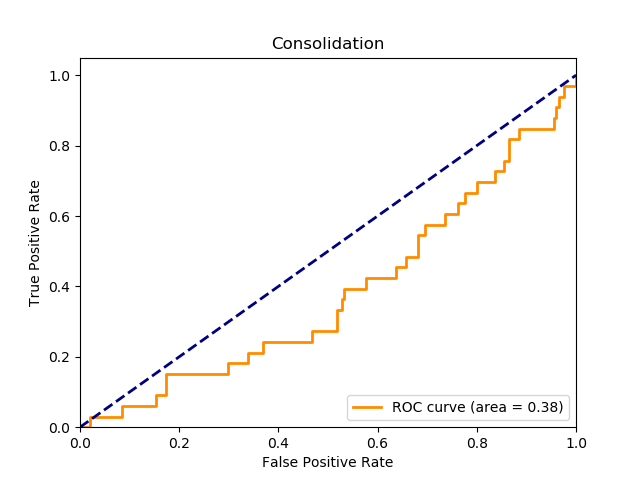 Consolidation
True Positive Rate
1.0
0.8
0.6
0.4
0.2
0.0
0.0 0.2 0.4 0.6 0.8 1.0
False Positive Rate
ROC curve (area = 0.38)